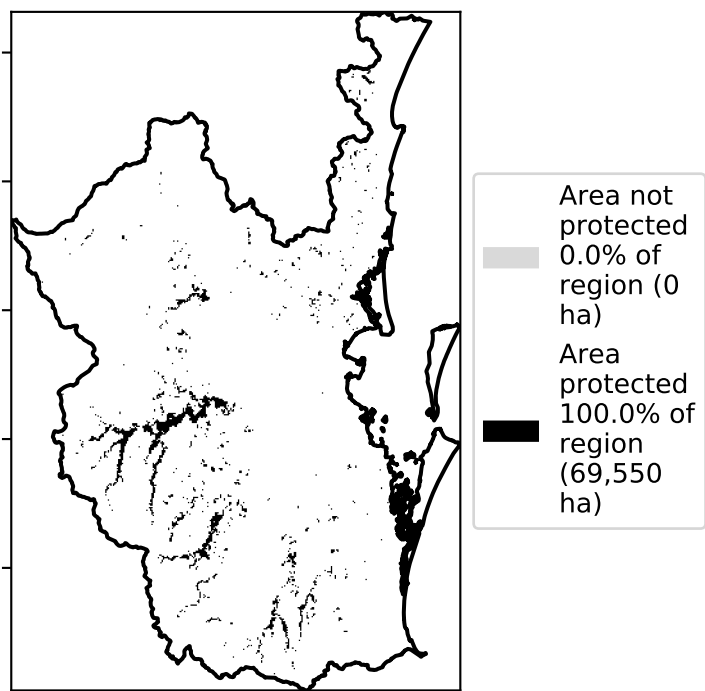 Area not
protected
0.0% of
region (0
ha)
Area
protected
100.0% of
region
(69,550
ha)